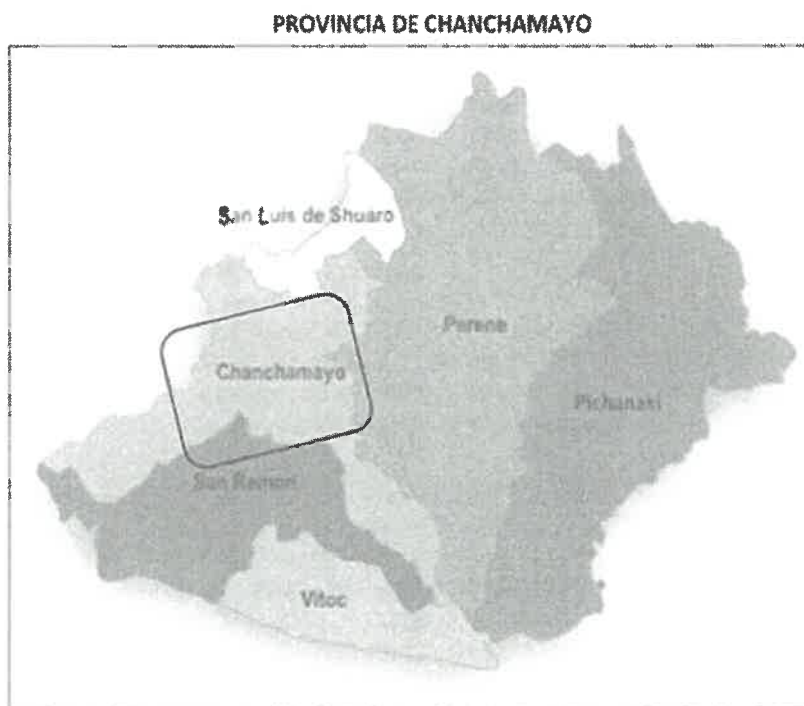 PROVINCIA DE CHANCHAMAYO
San Luis de Shuaro
Perene
Chanchamayo
Pichanaki
San Ramon
Vitoc